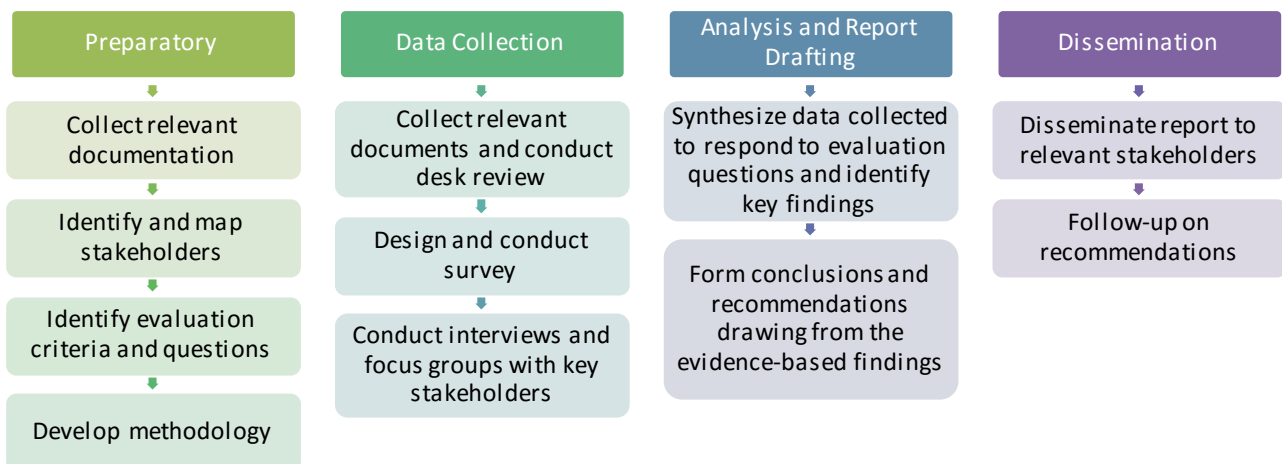 Preparatory
Collect relevant
documentation
Identify and map
stakeholders
Identify evaluation
criteria and questions
Develop methodology
Data Collection
Collect relevant
documents and conduct
desk review
Design and conduct
survey
Conduct interviews and
focus groups with key
stakeholders
Analysis and Report
Drafting
Synthesize data collected
to respond to evaluation
questions and identify
key findings
Form conclusions and
recommendations
drawing from the
evidence-based findings
Dissemination
Disseminate report to
relevant stakeholders
Follow-up on
recommendations